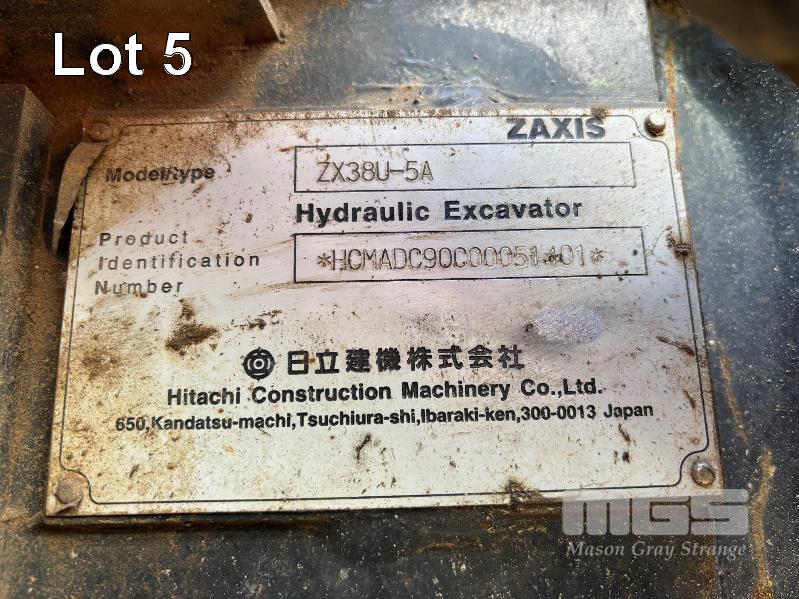 Lot 5
ZAXIS
Model/type
ZX38U-5A
Hydraulic Excavator
Product
Identification
Number
日立建機株式会社
Hitachi Construction Machinery Co.,Ltd.
650,Kandatsu-machi,Tsuchiura-shi,Ibaraki-ken,300-0013 Japan
MGS
Mason Gray Strange